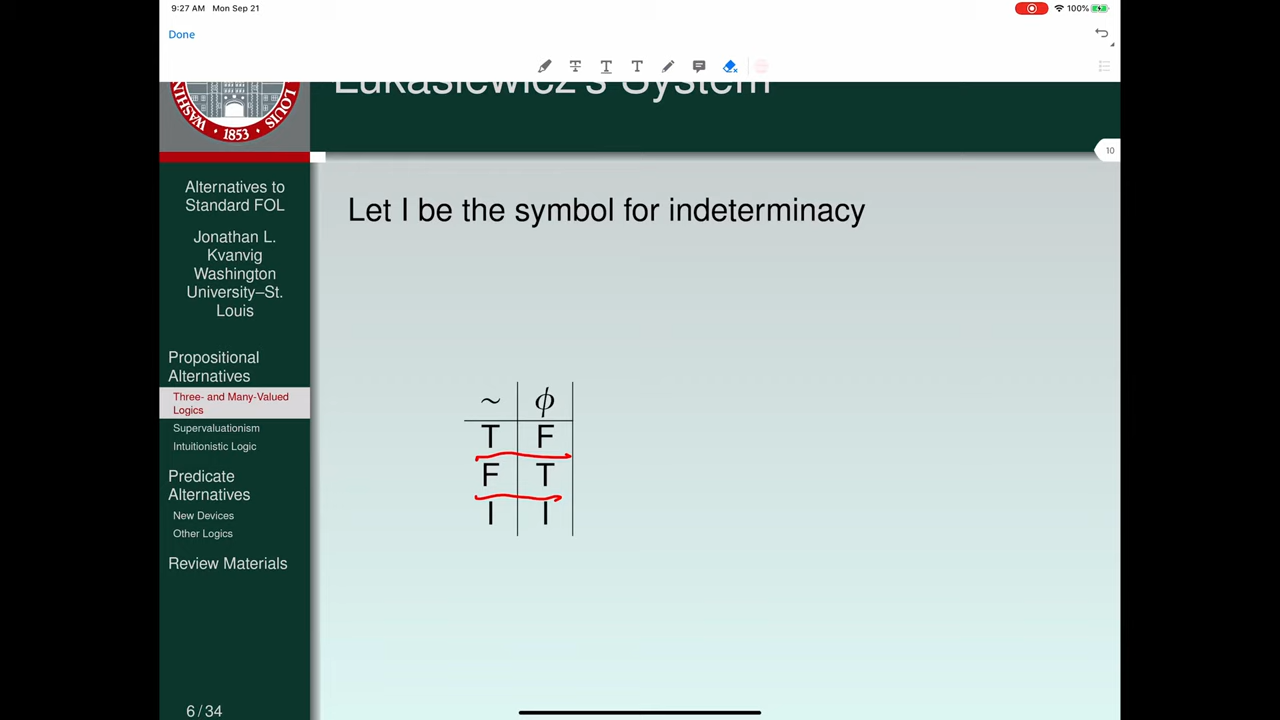 9:27 AM Mon Sep 21
100%
Done
T T T
Łukasiewicz's System
WASHIN
LOUIS
1853
10
Alternatives to
Standard FOL
Jonathan L.
Kvanvig
Washington
University–St.
Louis
Propositional
Alternatives
Three- and Many-Valued
Logics
Supervaluationism
Intuitionistic Logic
Predicate
Alternatives
New Devices
Other Logics
Review Materials
6 / 34
Let I be the symbol for indeterminacy
~ ϕ
T F
F T
I I